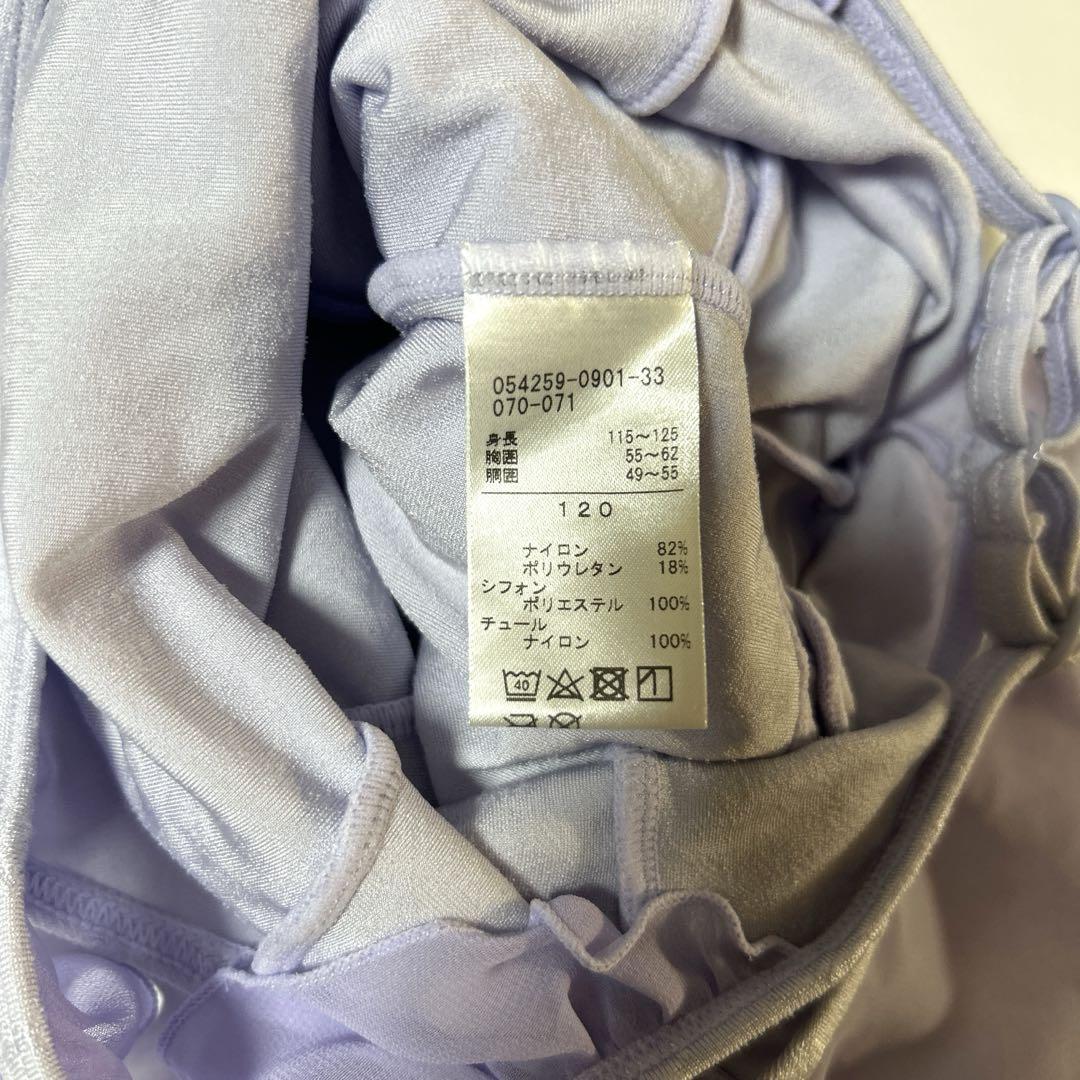 054259-0901-33
070-071
身長 115～125
胸囲 55～62
胴囲 49～55
120
ナイロン 82%
ポリウレタン 18%
シフォン
ポリエステル 100%
チュール
ナイロン 100%
40